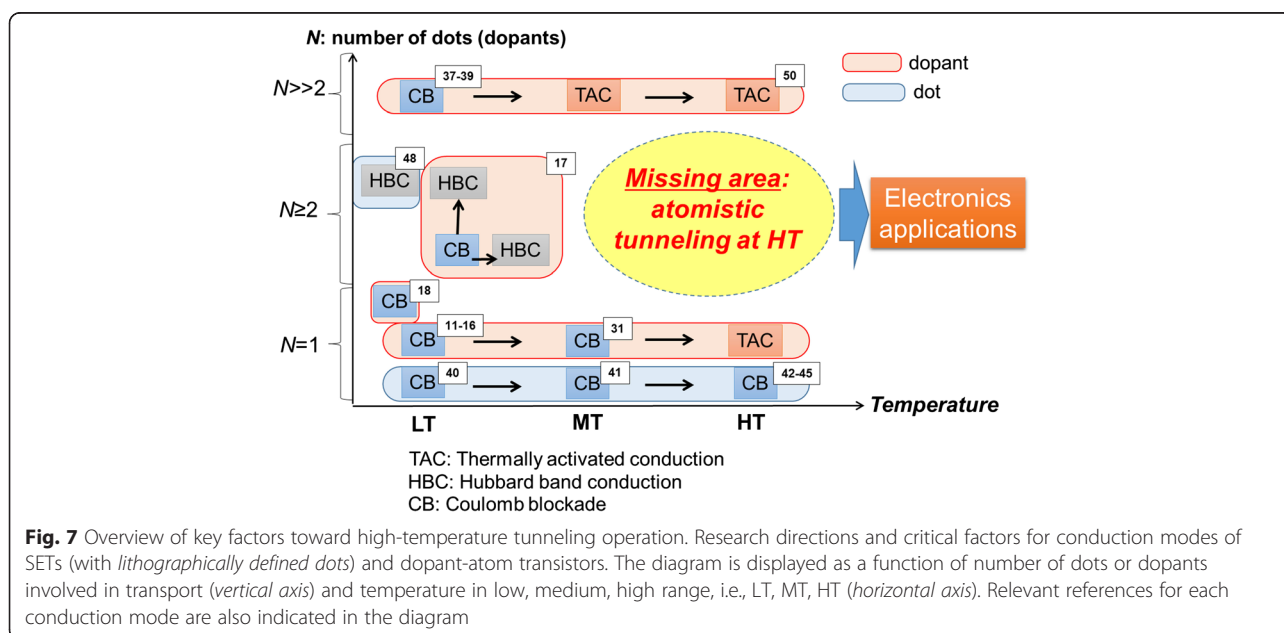 N: number of dots (dopants)
dopant
dot
N>>2
CB
37-39
TAC
TAC
50
N≥2
HBC
48
HBC
17
CB
HBC
Missing area:
atomistic
tunneling at HT
Electronics
applications
N=1
CB
18
CB
11-16
CB
31
TAC
CB
40
CB
41
CB
42-45
Temperature
LT
MT
HT
TAC: Thermally activated conduction
HBC: Hubbard band conduction
CB: Coulomb blockade
Fig. 7 Overview of key factors toward high-temperature tunneling operation. Research directions and critical factors for conduction modes of
SETs (with lithographically defined dots) and dopant-atom transistors. The diagram is displayed as a function of number of dots or dopants
involved in transport (vertical axis) and temperature in low, medium, high range, i.e., LT, MT, HT (horizontal axis). Relevant references for each
conduction mode are also indicated in the diagram